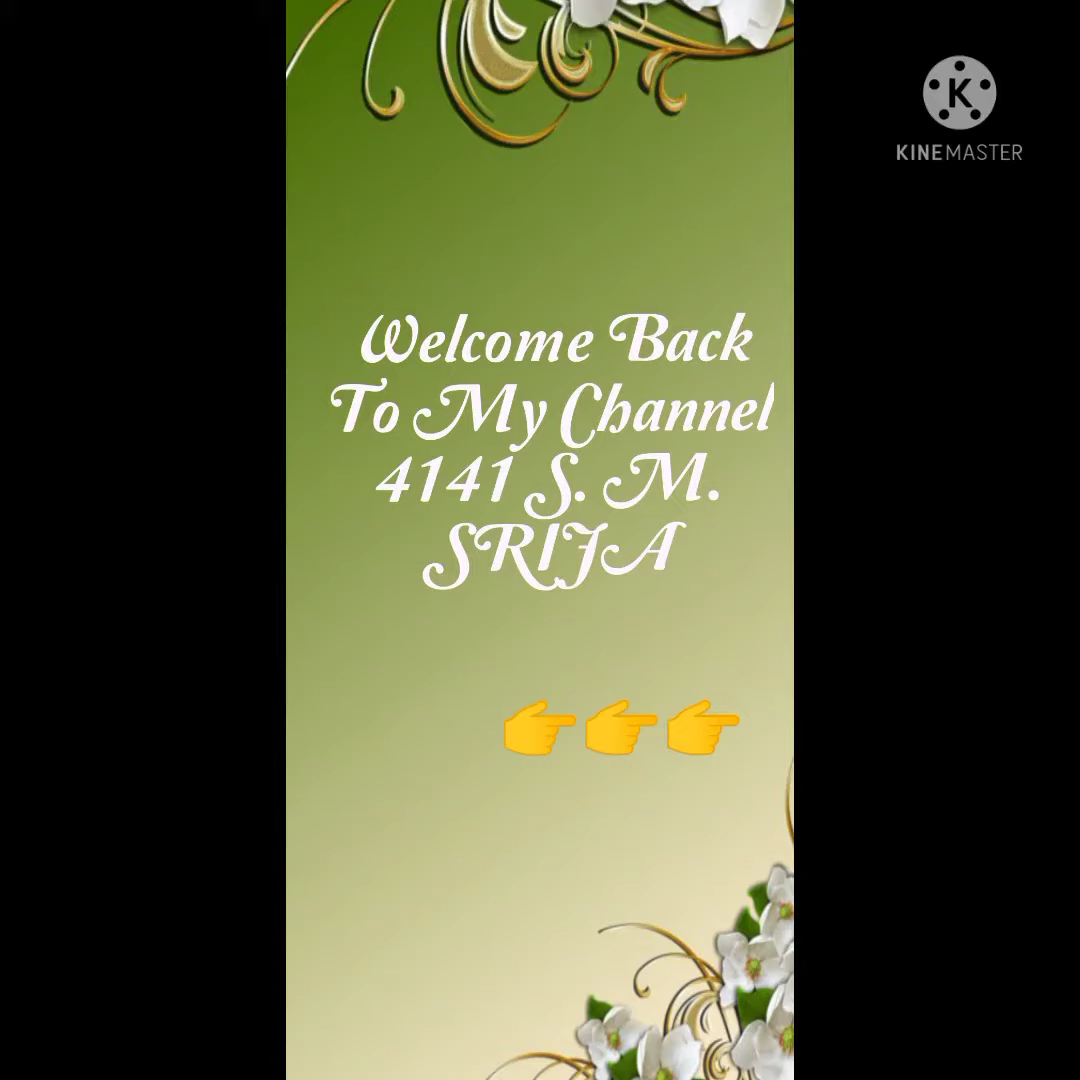 KINEMASTER
Welcome Back
To My Channel
4141 S. M.
SRIJA
👉👉👉